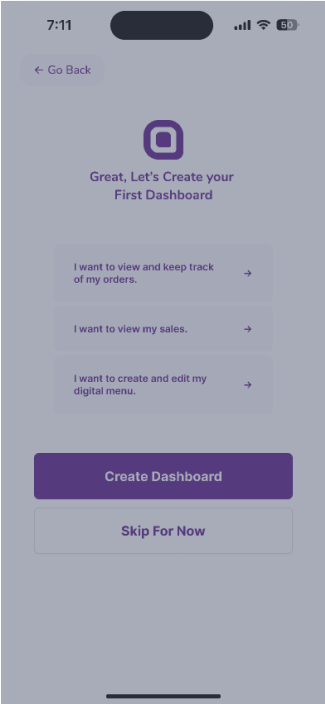 7:11
50
← Go Back
Great, Let's Create your
First Dashboard
I want to view and keep track
of my orders.
→
I want to view my sales.
→
I want to create and edit my
digital menu.
→
Create Dashboard
Skip For Now